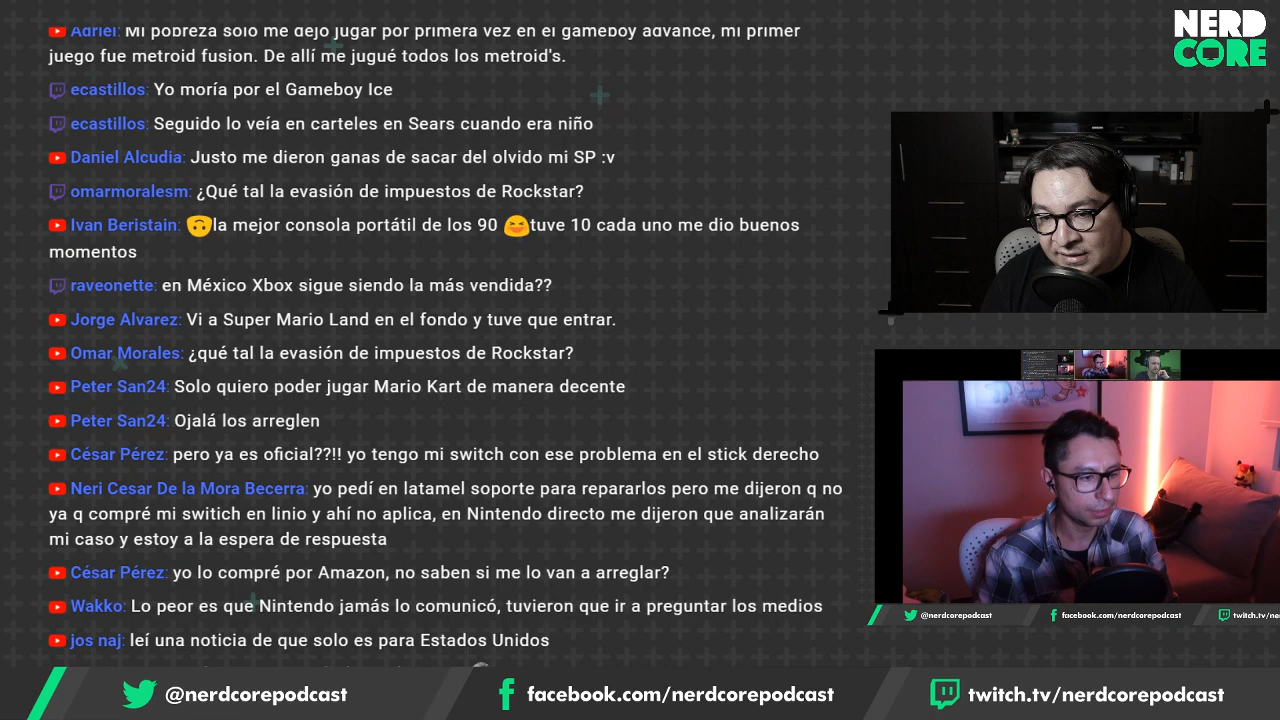 Adriel: Mi pobreza solo me dejo jugar por primera vez en el gameboy advance, mi primer
juego fue metroid fusion. De allí me jugué todos los metroid's.
ecastillos: Yo moría por el Gameboy Ice
ecastillos: Seguido lo veía en carteles en Sears cuando era niño
Daniel Alcudia: Justo me dieron ganas de sacar del olvido mi SP :v
omarmoralesm: ¿Qué tal la evasión de impuestos de Rockstar?
Ivan Beristain: 🙃la mejor consola portátil de los 90 😆tuve 10 cada uno me dio buenos
momentos
raveonette: en México Xbox sigue siendo la más vendida??
Jorge Alvarez: Vi a Super Mario Land en el fondo y tuve que entrar.
Omar Morales: ¿qué tal la evasión de impuestos de Rockstar?
Peter San24: Solo quiero poder jugar Mario Kart de manera decente
Peter San24: Ojalá los arreglen
César Pérez: pero ya es oficial??!! yo tengo mi switch con ese problema en el stick derecho
Neri Cesar De la Mora Becerra: yo pedí en latamel soporte para repararlos pero me dijeron q no
ya q compré mi switich en linio y ahí no aplica, en Nintendo directo me dijeron que analizarán
mi caso y estoy a la espera de respuesta
César Pérez: yo lo compré por Amazon, no saben si me lo van a arreglar?
Wakko: Lo peor es que Nintendo jamás lo comunicó, tuvieron que ir a preguntar los medios
jos naj: leí una noticia de que solo es para Estados Unidos
NERD
CORE
@nerdcorepodcast
facebook.com/nerdcorepodcast
twitch.tv/ne
@nerdcorepodcast
facebook.com/nerdcorepodcast
twitch.tv/nerdcorepodcast